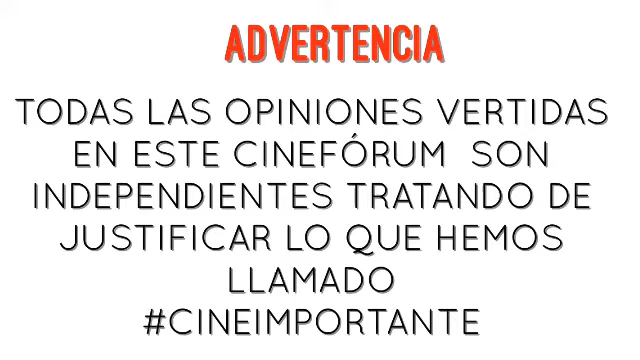 ADVERTENCIA
TODAS LAS OPINIONES VERTIDAS
EN ESTE CINEFÓRUM SON
INDEPENDIENTES TRATANDO DE
JUSTIFICAR LO QUE HEMOS
LLAMADO
#CINEIMPORTANTE